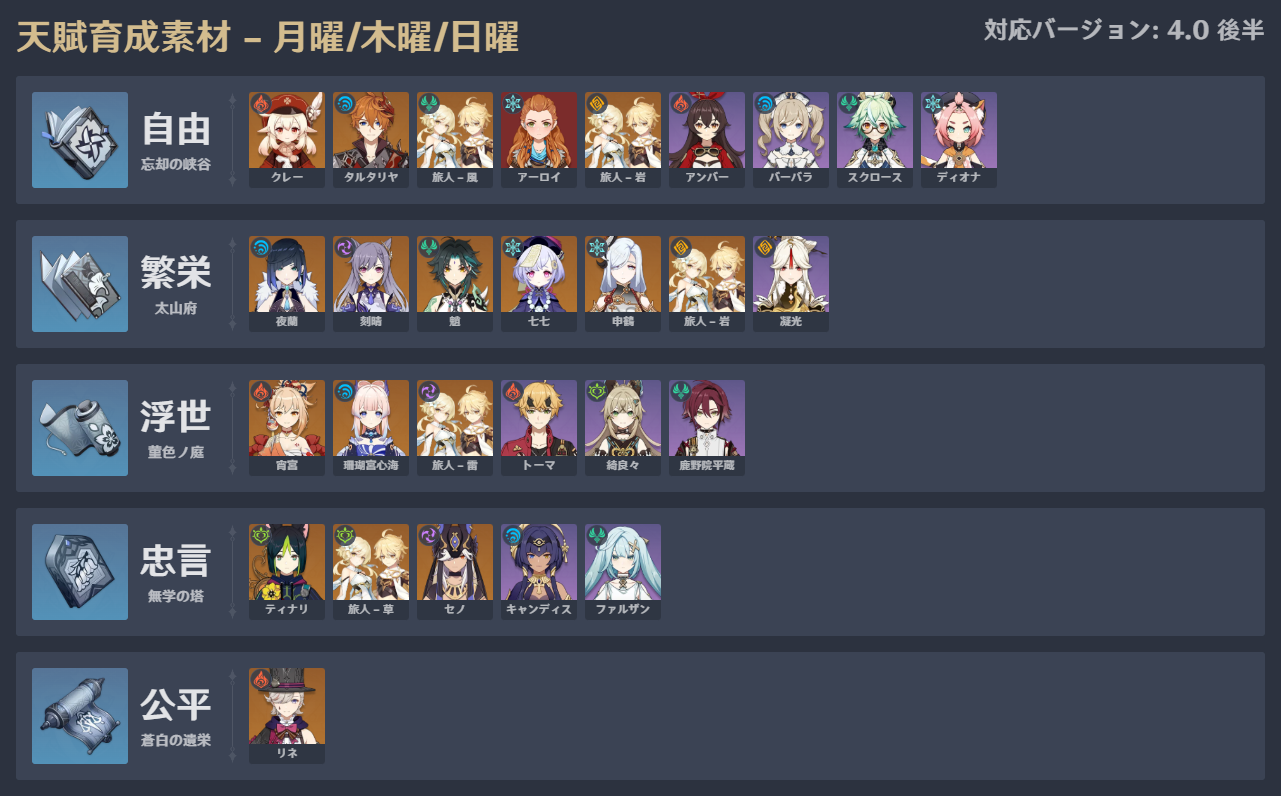 天賦育成素材 – 月曜/木曜/日曜
対応バージョン: 4.0 後半
自由
忘却の峡谷
クレー
タルタリヤ
旅人 – 風
アーロイ
旅人 – 岩
アンバー
バーバラ
スクロース
ディオナ
繁栄
太山府
夜蘭
刻晴
魈
七七
申鶴
旅人 – 岩
凝光
浮世
菫色ノ庭
宵宮
珊瑚宮心海
旅人 – 雷
トーマ
綺良々
鹿野院平蔵
忠言
無学の塔
ティナリ
旅人 – 草
セノ
キャンディス
ファルザン
公平
蒼白の遺栄
リネ